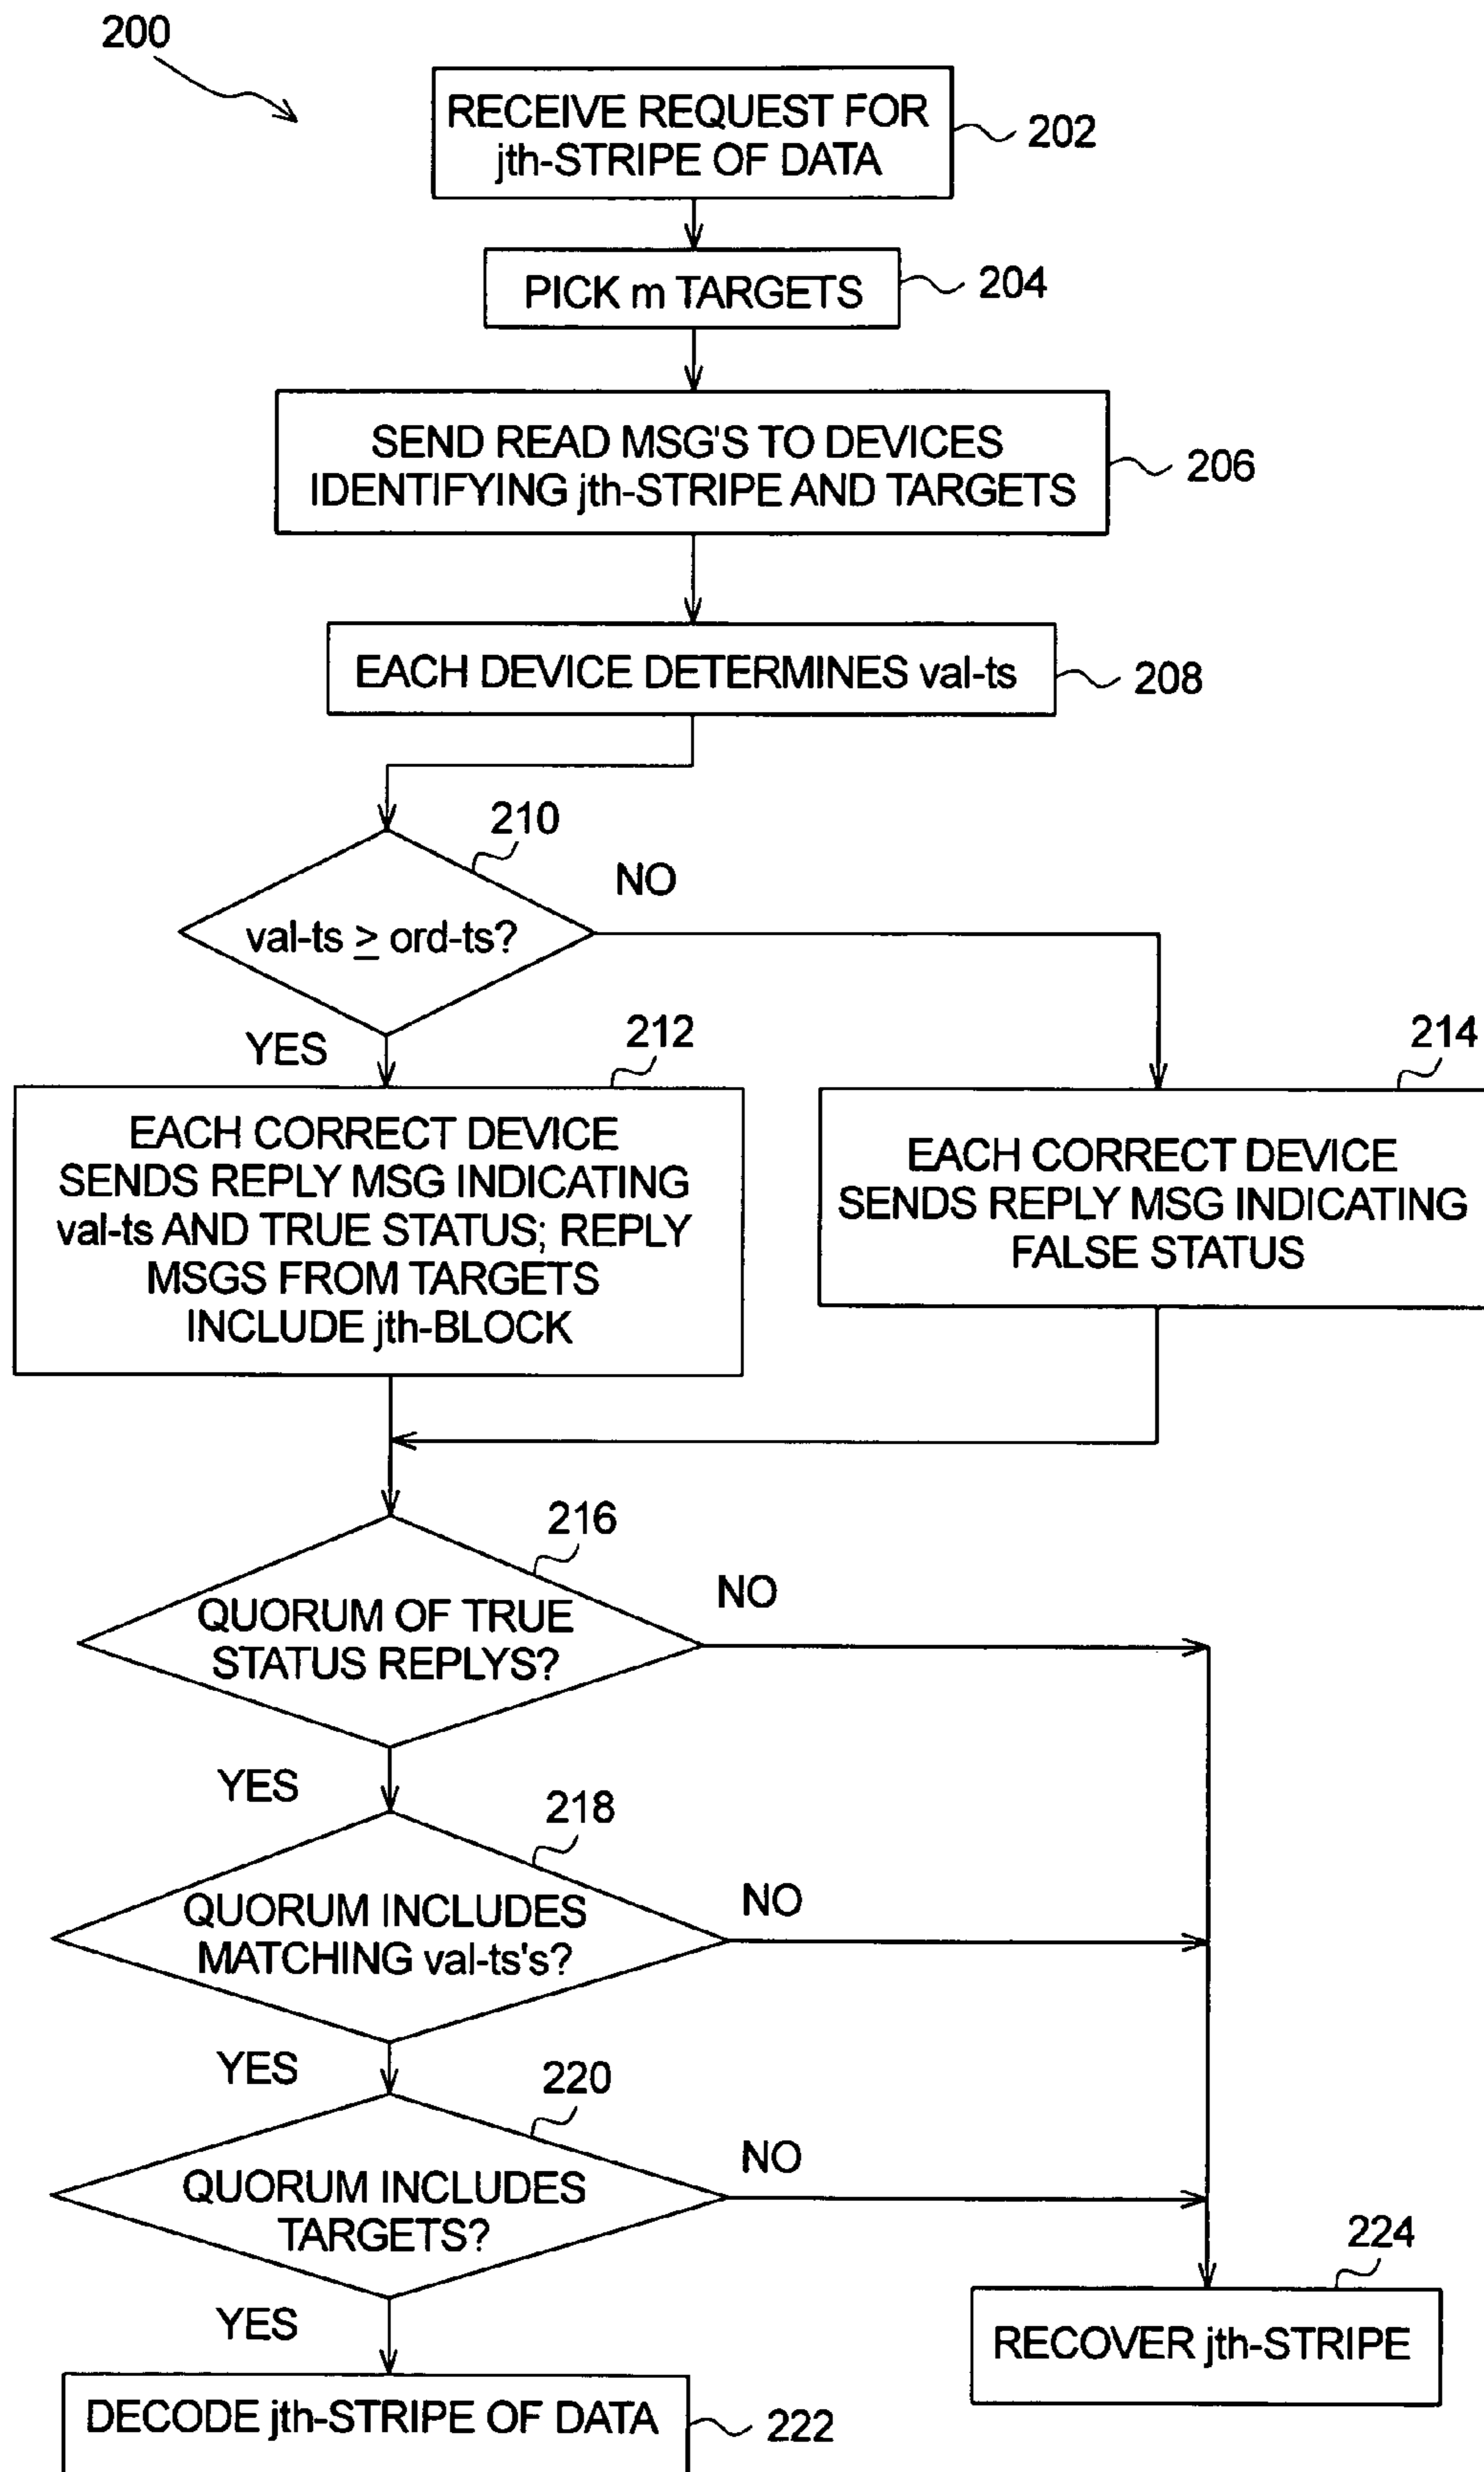 200
RECEIVE REQUEST FOR
jth-STRIPE OF DATA
202
PICK m TARGETS
204
SEND READ MSG'S TO DEVICES
IDENTIFYING jth-STRIPE AND TARGETS
206
EACH DEVICE DETERMINES val-ts
208
210
val-ts ≥ ord-ts?
NO
YES
212
EACH CORRECT DEVICE
SENDS REPLY MSG INDICATING
val-ts AND TRUE STATUS; REPLY
MSGS FROM TARGETS
INCLUDE jth-BLOCK
214
EACH CORRECT DEVICE
SENDS REPLY MSG INDICATING
FALSE STATUS
216
QUORUM OF TRUE
STATUS REPLYS?
NO
YES
218
QUORUM INCLUDES
MATCHING val-ts's?
NO
YES
220
QUORUM INCLUDES
TARGETS?
NO
YES
224
RECOVER jth-STRIPE
DECODE jth-STRIPE OF DATA
222